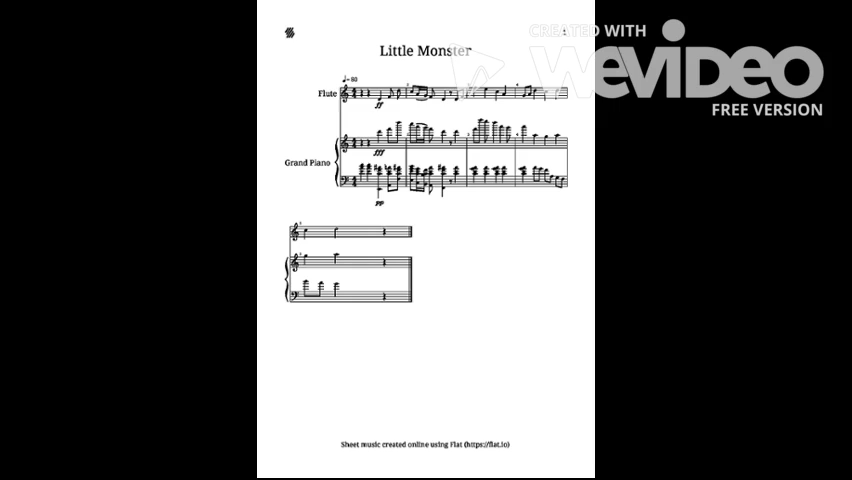 CREATED WITH
WeVIDEO
FREE VERSION
Little Monster
= 80
Flute
ff
Grand Piano
fff
pp
Sheet music created online using Flat (https://flat.io)